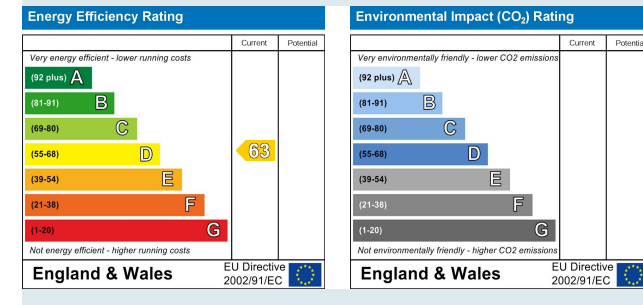 Energy Efficiency Rating
Current Potential
Very energy efficient - lower running costs
(92 plus) A
(81-91) B
(69-80) C
(55-68) D
63
(39-54) E
(21-38) F
(1-20) G
Not energy efficient - higher running costs
England & Wales
EU Directive
2002/91/EC
Environmental Impact (CO₂) Rating
Current Potential
Very environmentally friendly - lower CO2 emissions
(92 plus) A
(81-91) B
(69-80) C
(55-68) D
(39-54) E
(21-38) F
(1-20) G
Not environmentally friendly - higher CO2 emissions
England & Wales
EU Directive
2002/91/EC